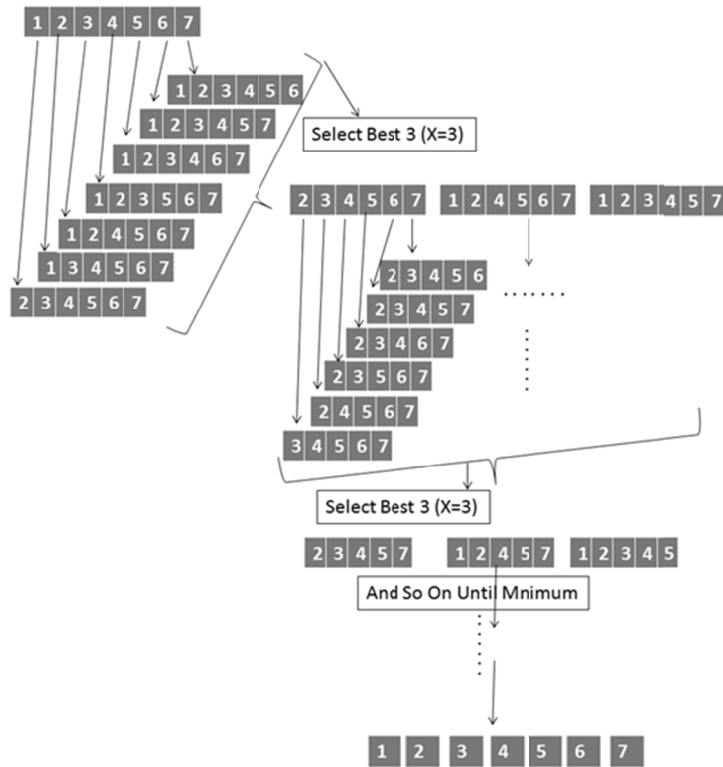 1 2 3 4 5 6 7
1 2 3 4 5 6
1 2 3 4 5 7
1 2 3 4 6 7
1 2 3 5 6 7
1 2 4 5 6 7
1 3 4 5 6 7
2 3 4 5 6 7
Select Best 3 (X=3)
2 3 4 5 6 7 1 2 4 5 6 7 1 2 3 4 5 7
2 3 4 5 6
2 3 4 5 7
2 3 4 6 7
2 3 5 6 7
2 4 5 6 7
3 4 5 6 7
Select Best 3 (X=3)
2 3 4 5 7 1 2 4 5 7 1 2 3 4 5
And So On Until Mnimum
1 2 3 4 5 6 7